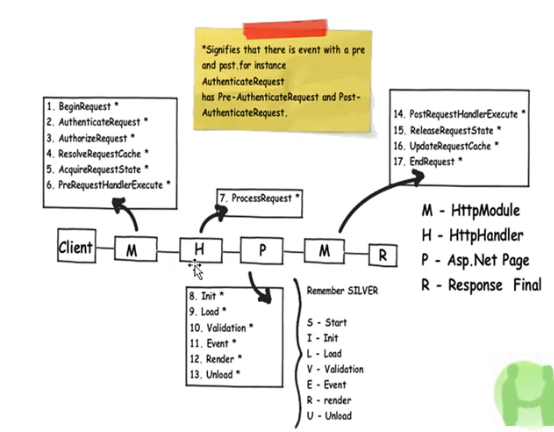 *Signifies that there is event with a pre
and post.for instance
AuthenticateRequest
has Pre-AuthenticateRequest and Post-
AuthenticateRequest.
1. BeginRequest *
2. AuthenticateRequest *
3. AuthorizeRequest *
4. ResolveRequestCache *
5. AcquireRequestState *
6. PreRequestHandlerExecute *
7. ProcessRequest *
14. PostRequestHandlerExecute *
15. ReleaseRequestState *
16. UpdateRequestCache *
17. EndRequest *
M - HttpModule
H - HttpHandler
P - Asp.Net Page
R - Response Final
Client
M
H
P
M
R
8. Init *
9. Load *
10. Validation *
11. Event *
12. Render *
13. Unload *
Remember SILVER
S - Start
I - Init
L - Load
V - Validation
E - Event
R - render
U - Unload